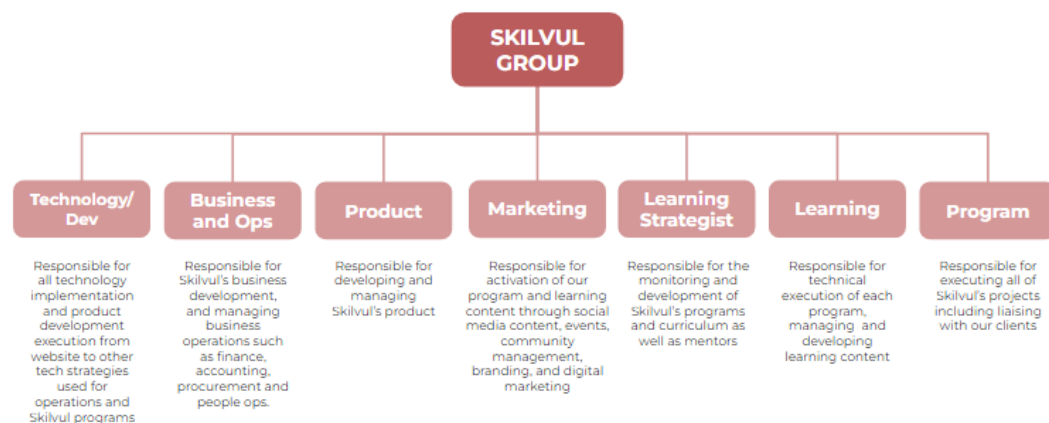 SKILVUL
GROUP
Technology/
Dev
Responsible for
all technology
implementation
and product
development
execution from
website to other
tech strategies
used for
operations and
Skilvul programs
Business
and Ops
Responsible for
Skilvul's business
development,
and managing
business
operations such
as finance,
accounting,
procurement and
people ops.
Product
Responsible for
developing and
managing
Skilvul's product
Marketing
Responsible for
activation of our
program and learning
content through social
media content, events,
community
management,
branding, and digital
marketing
Learning
Strategist
Responsible for the
monitoring and
development of
Skilvul's programs
and curriculum as
well as mentors
Learning
Responsible for
technical
execution of each
program,
managing and
developing
learning content
Program
Responsible for
executing all of
Skilvul's projects
including liaising
with our clients